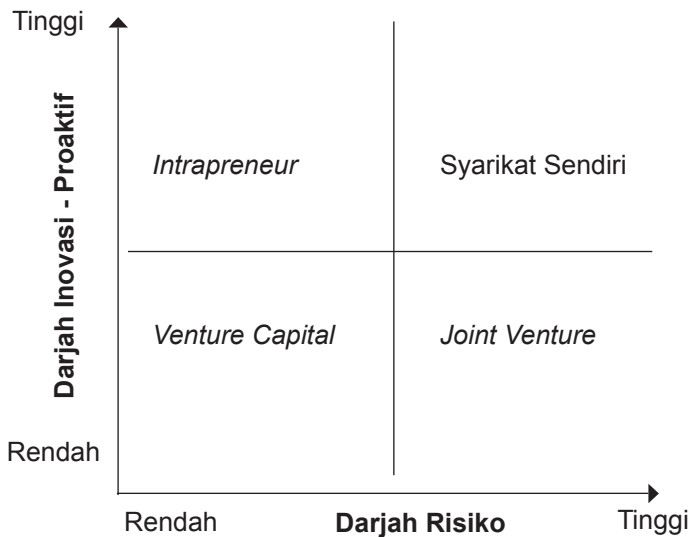 Tinggi
Darjah Inovasi - Proaktif
Intrapreneur
Syarikat Sendiri
Venture Capital
Joint Venture
Rendah
Rendah
Darjah Risiko
Tinggi